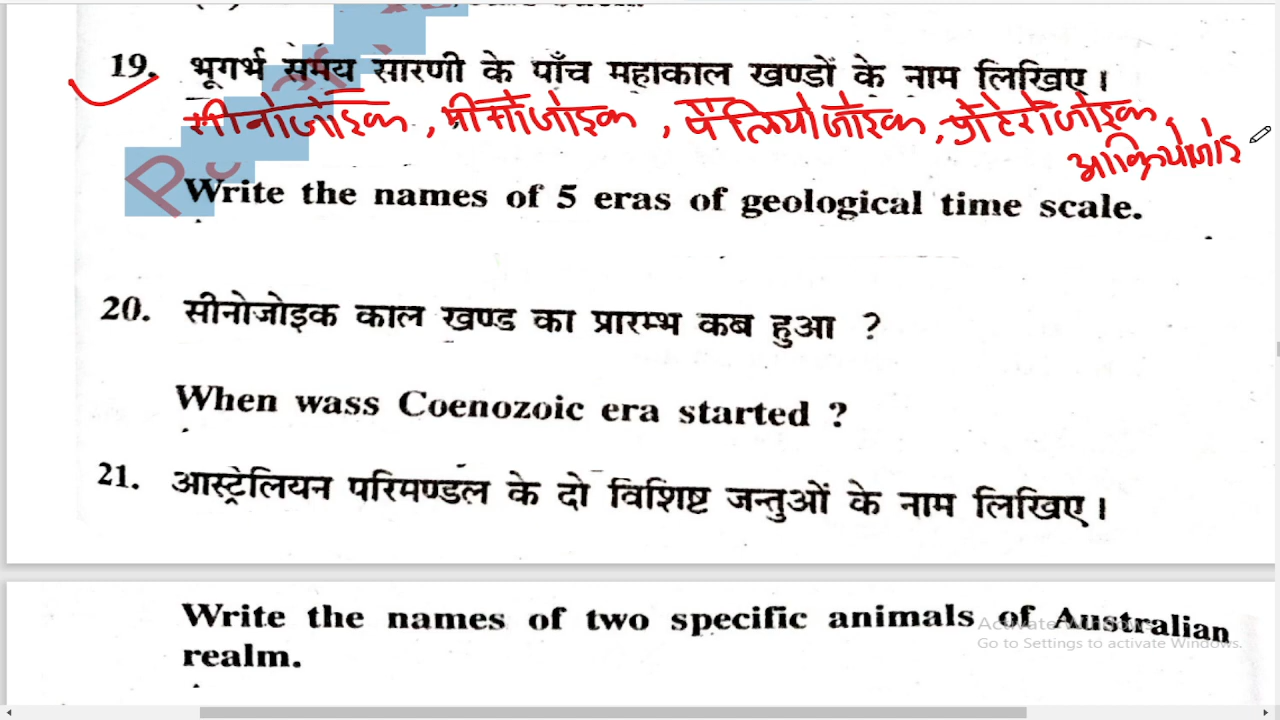 19. भूगर्भ समय सारणी के पाँच महाकाल खण्डों के नाम लिखिए।
सीनोजोइक, मीसोजोइक, पैलियोजोइक, प्रोटेरोजोइक,
Write the names of 5 eras of geological time scale.
20. सीनोजोइक काल खण्ड का प्रारम्भ कब हुआ ?
When wass Coenozoic era started ?
21. आस्ट्रेलियन परिमण्डल के दो विशिष्ट जन्तुओं के नाम लिखिए।
Write the names of two specific animals of Australian
realm.
Activate Windows
Go to Settings to activate Windows.